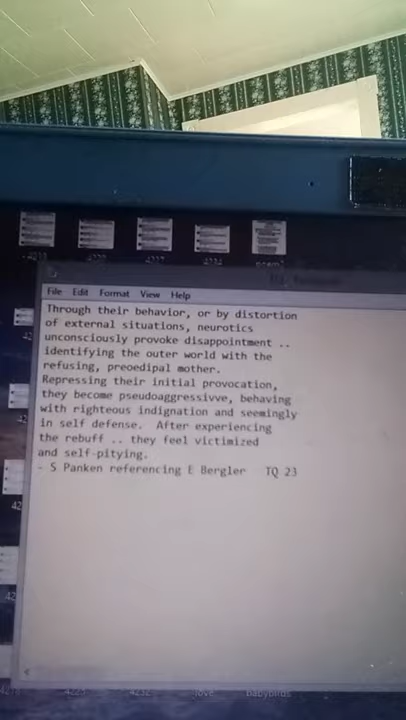 File Edit Format View Help
Through their behavior, or by distortion
of external situations, neurotics
unconsciously provoke disappointment ..
identifying the outer world with the
refusing, preoedipal mother.
Repressing their initial provocation,
they become pseudoaggressivve, behaving
with righteous indignation and seemingly
in self defense. After experiencing
the rebuff .. they feel victimized
and self-pitying.
- S Panken referencing E Bergler TQ 23
4232 love babybirds